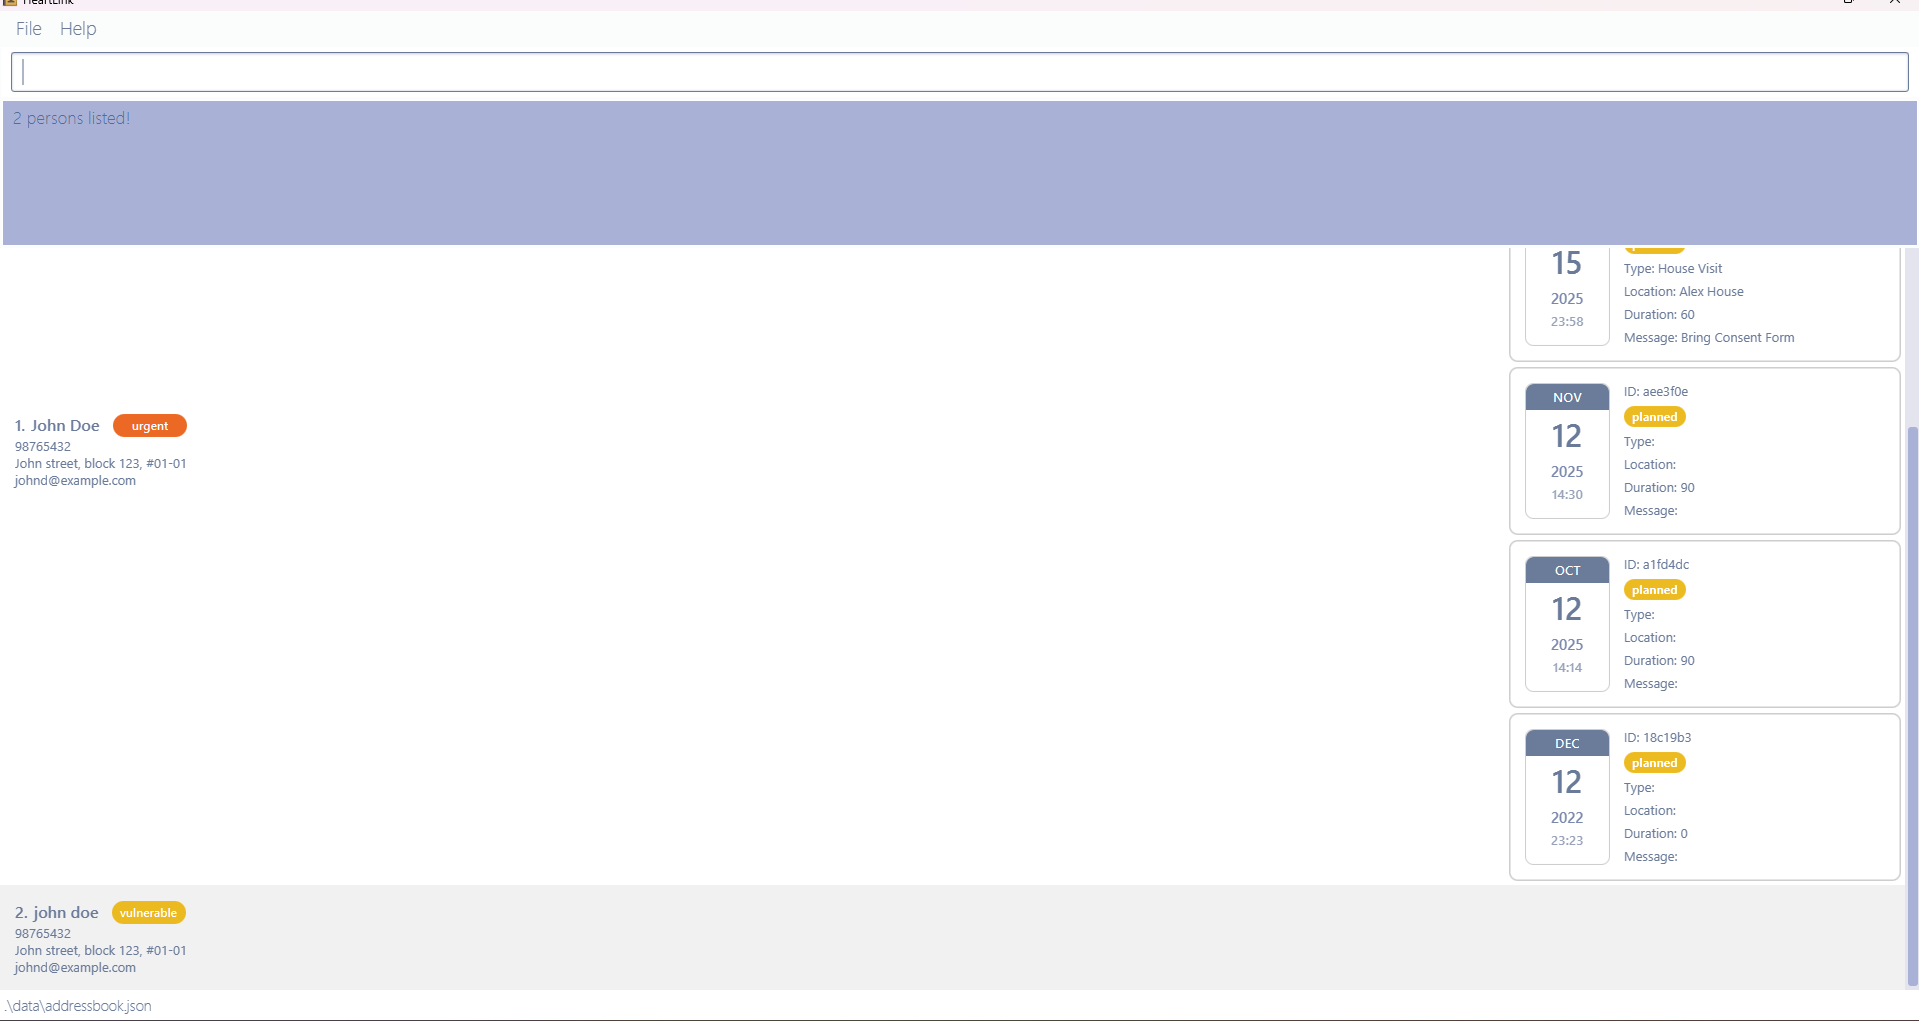 HeartLink
File Help
2 persons listed!
15
2025
23:58
Type: House Visit
Location: Alex House
Duration: 60
Message: Bring Consent Form
1. John Doe urgent
98765432
John street, block 123, #01-01
johnd@example.com
NOV
12
2025
14:30
ID: aee3f0e
planned
Type:
Location:
Duration: 90
Message:
OCT
12
2025
14:14
ID: a1fd4dc
planned
Type:
Location:
Duration: 90
Message:
DEC
12
2022
23:23
ID: 18c19b3
planned
Type:
Location:
Duration: 0
Message:
2. john doe vulnerable
98765432
John street, block 123, #01-01
johnd@example.com
.\data\addressbook.json